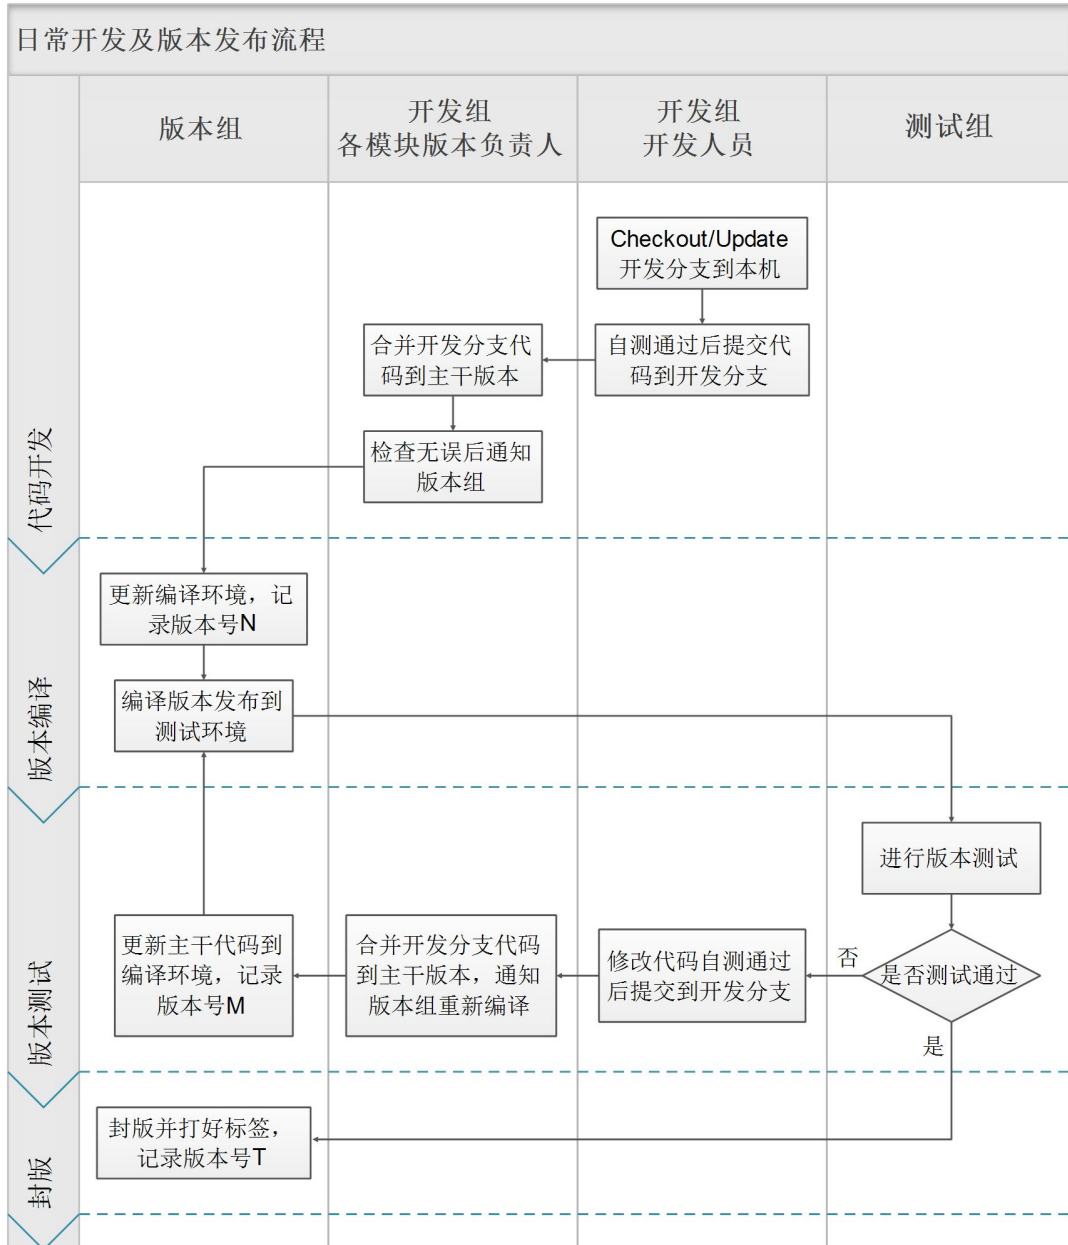 日常开发及版本发布流程
版本组
开发组
各模块版本负责人
开发组
开发人员
测试组
代码开发
Checkout/Update
开发分支到本机
自测通过后提交代
码到开发分支
合并开发分支代
码到主干版本
检查无误后通知
版本组
版本编译
更新编译环境，记
录版本号N
编译版本发布到
测试环境
版本测试
进行版本测试
是否测试通过
否
是
修改代码自测通过
后提交到开发分支
合并开发分支代码
到主干版本，通知
版本组重新编译
更新主干代码到
编译环境，记录
版本号M
封版
封版并打好标签，
记录版本号T